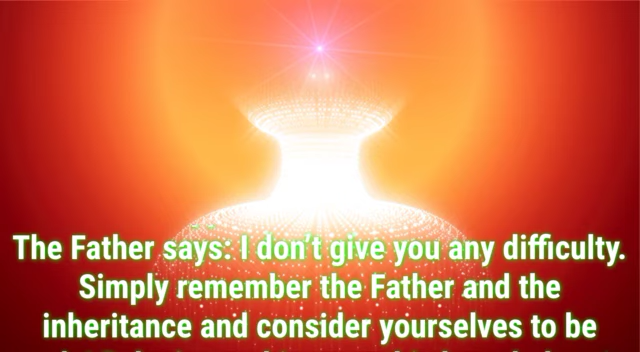 The Father says: I don't give you any difficulty.
Simply remember the Father and the
inheritance and consider yourselves to be